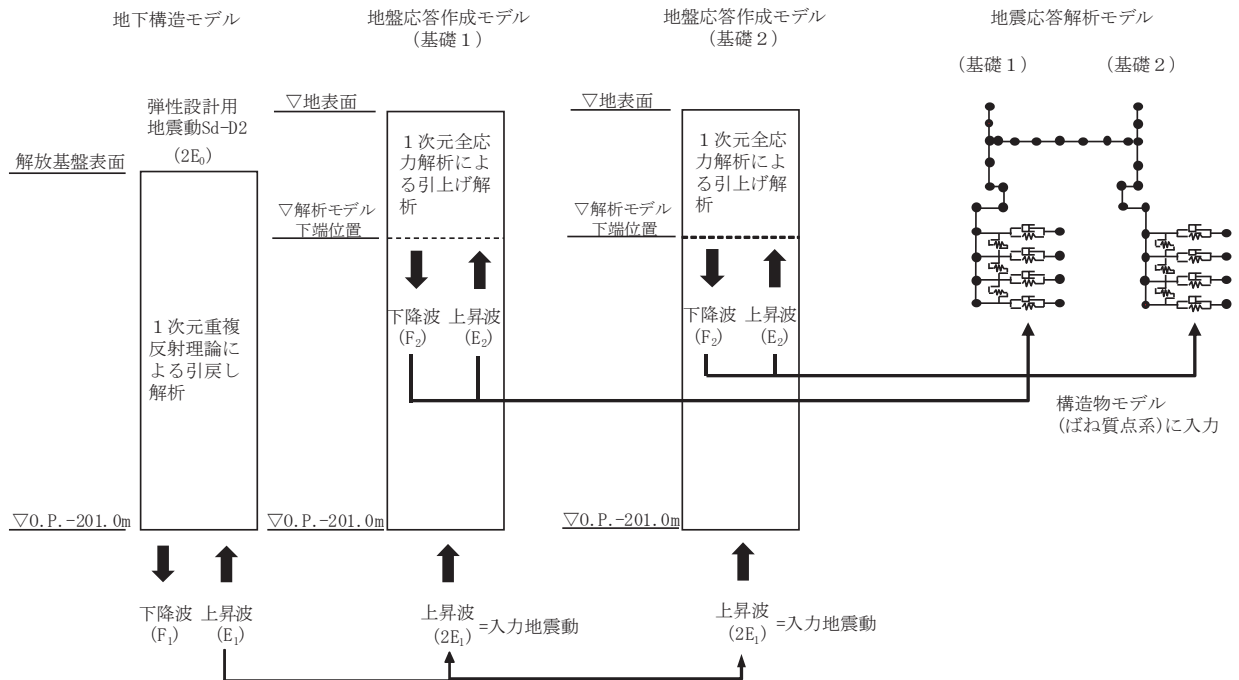 地下構造モデル
弾性設計用
地震動Sd-D2
(2E₀)
解放基盤表面
1次元重複
反射理論に
よる引戻し
解析
▽O.P.-201.0m
下降波
(F₁)
上昇波
(E₁)
地盤応答作成モデル
(基礎1)
▽地表面
1次元全応
力解析によ
る引上げ解
析
▽解析モデル
下端位置
下降波
(F₂)
上昇波
(E₂)
▽O.P.-201.0m
上昇波
(2E₁)
=入力地震動
地盤応答作成モデル
(基礎2)
▽地表面
1次元全応
力解析によ
る引上げ解
析
▽解析モデル
下端位置
下降波
(F₂)
上昇波
(E₂)
▽O.P.-201.0m
上昇波
(2E₁)
=入力地震動
地震応答解析モデル
(基礎1)
(基礎2)
構造物モデル
(ばね質点系)に入力